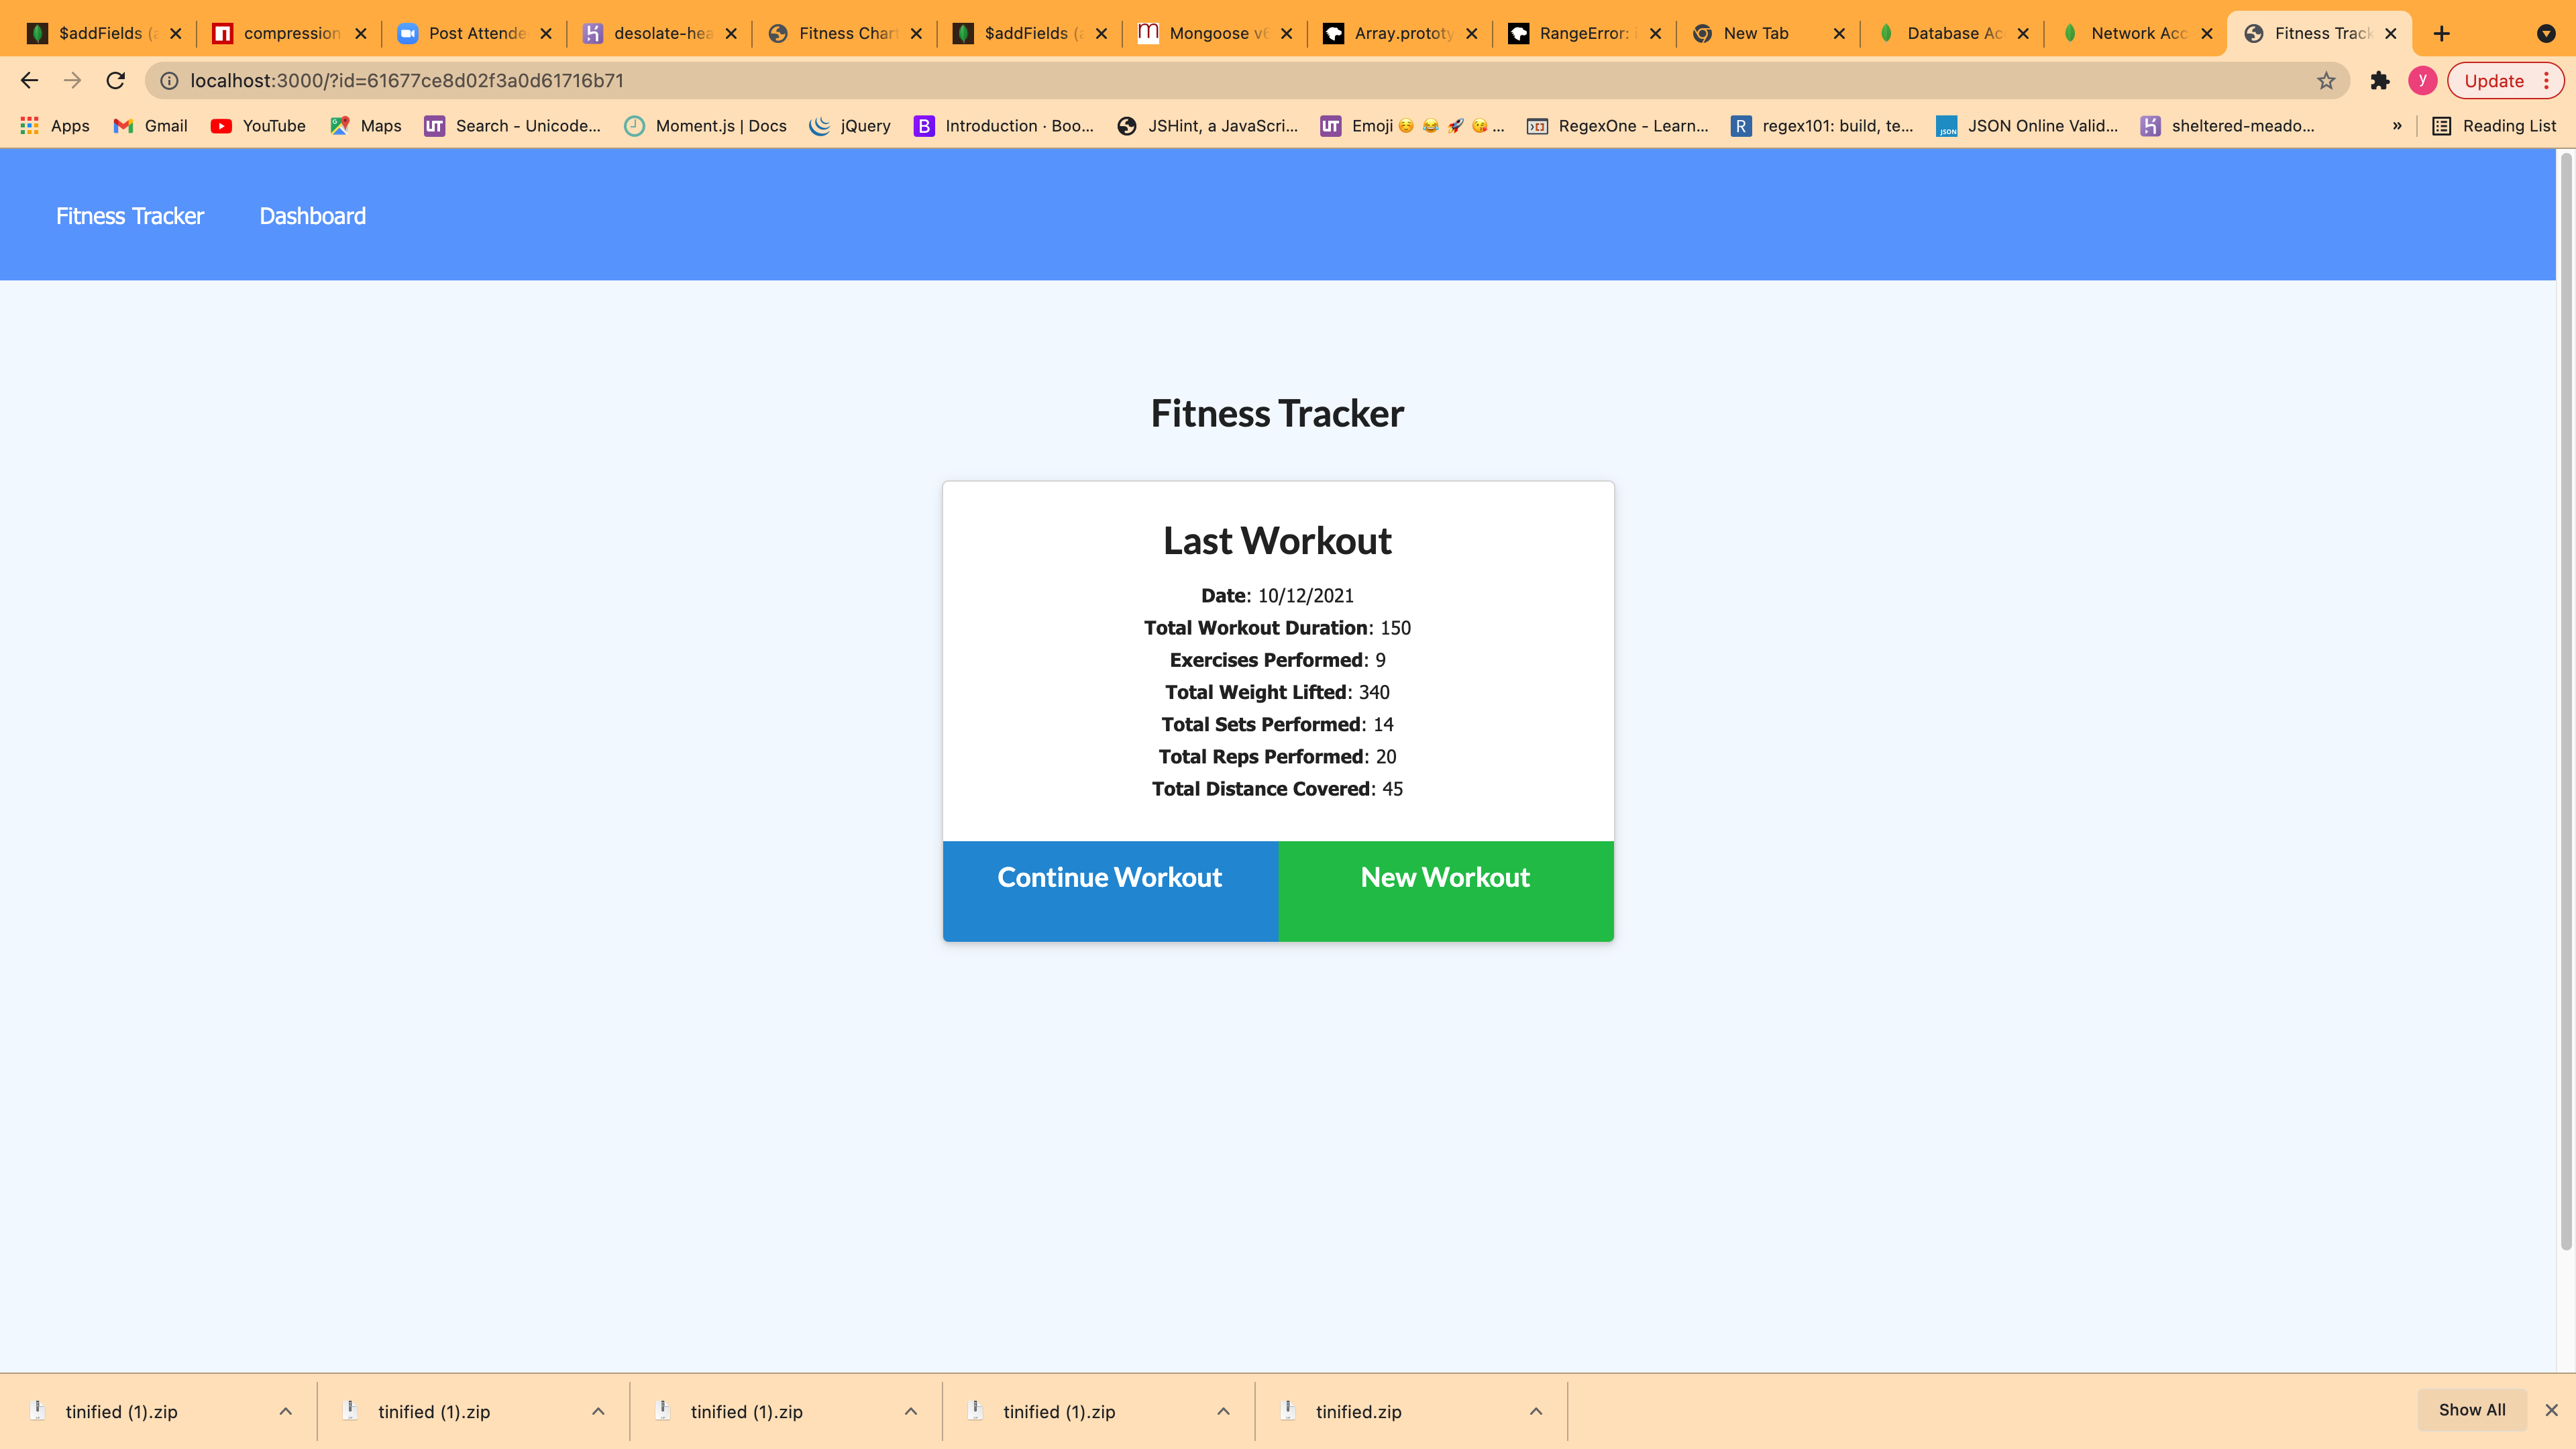 $addFields (a
compression
Post Attende
desolate-hea
Fitness Chart
$addFields (a
Mongoose v6
Array.prototy
RangeError: i
New Tab
Database Ac
Network Acc
Fitness Track
localhost:3000/?id=61677ce8d02f3a0d61716b71
y
Update
Apps
Gmail
YouTube
Maps
UT Search - Unicode...
Moment.js | Docs
jQuery
B Introduction · Boo...
JSHint, a JavaScri...
UT Emoji ☺️ 😂 🚀 😘 ...
RegexOne - Learn...
R regex101: build, te...
JSON JSON Online Valid...
sheltered-meado...
»
Reading List
Fitness Tracker
Dashboard
Fitness Tracker
Last Workout
Date: 10/12/2021
Total Workout Duration: 150
Exercises Performed: 9
Total Weight Lifted: 340
Total Sets Performed: 14
Total Reps Performed: 20
Total Distance Covered: 45
Continue Workout
New Workout
tinified (1).zip
tinified (1).zip
tinified (1).zip
tinified (1).zip
tinified.zip
Show All